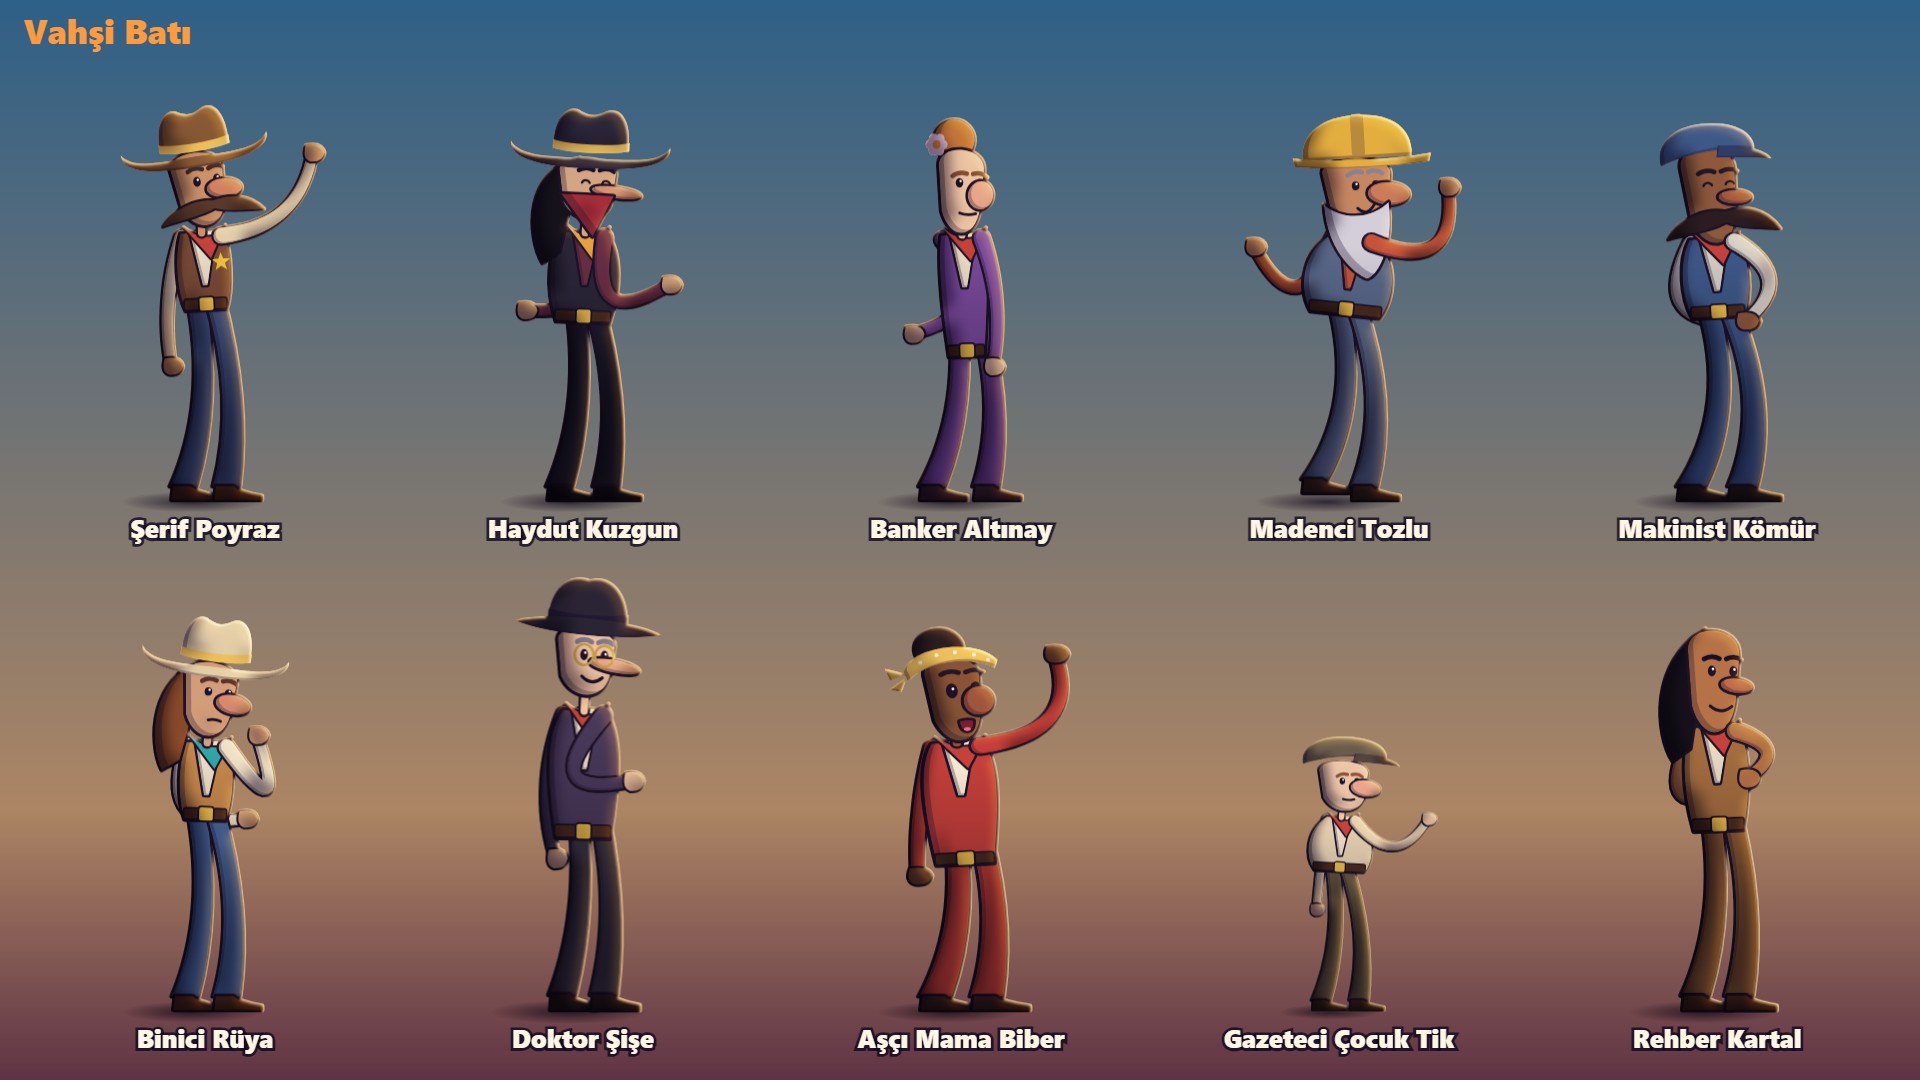 Vahşi Batı
Şerif Poyraz
Haydut Kuzgun
Banker Altınay
Madenci Tozlu
Makinist Kömür
Binici Rüya
Doktor Şişe
Aşçı Mama Biber
Gazeteci Çocuk Tik
Rehber Kartal